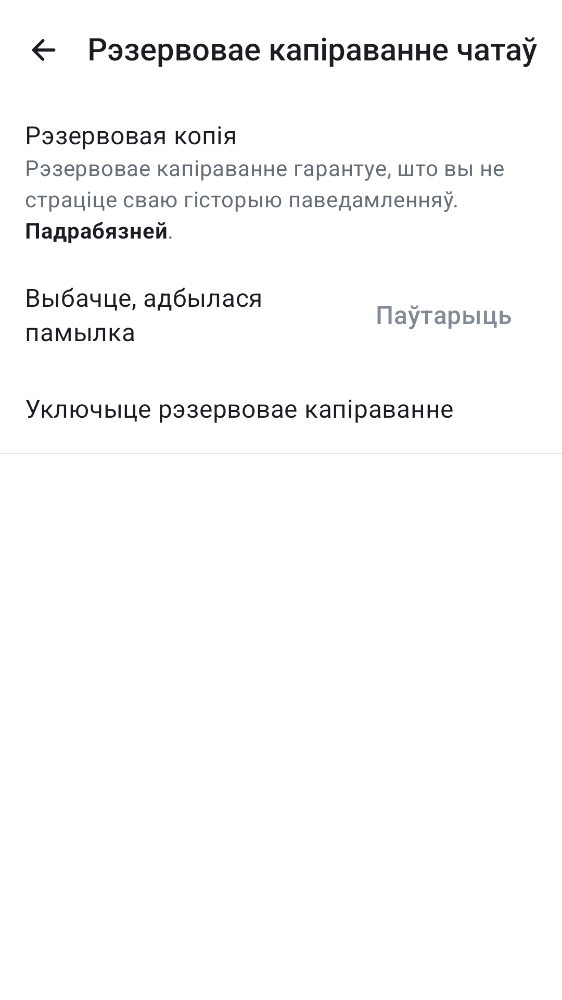 Рэзервовае капіраванне чатаў
Рэзервовая копія
Рэзервовае капіраванне гарантуе, што вы не
страціце сваю гісторыю паведамленняў.
Падрабязней.
Выбачце, адбылася
памылка
Паўтарыць
Уключыце рэзервовае капіраванне